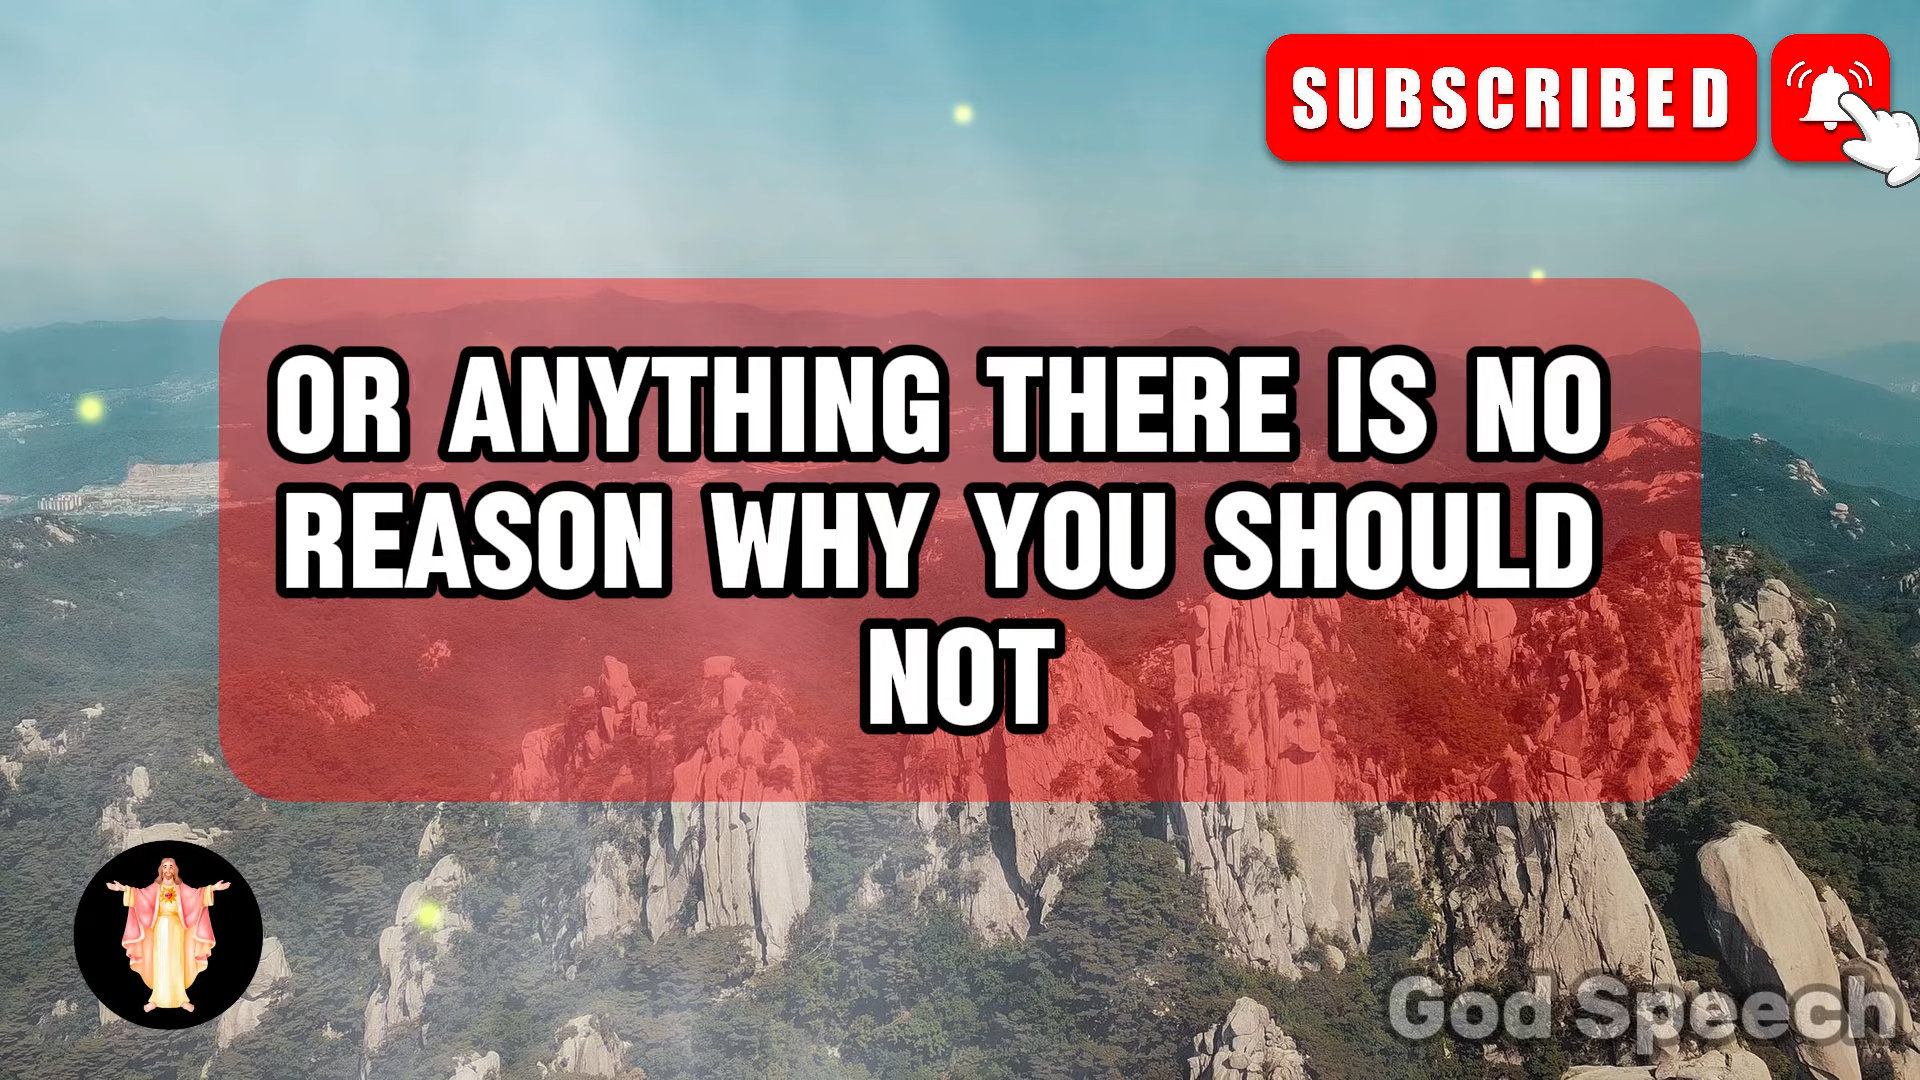 SUBSCRIBED
OR ANYTHING THERE IS NO
REASON WHY YOU SHOULD
NOT
God Speech